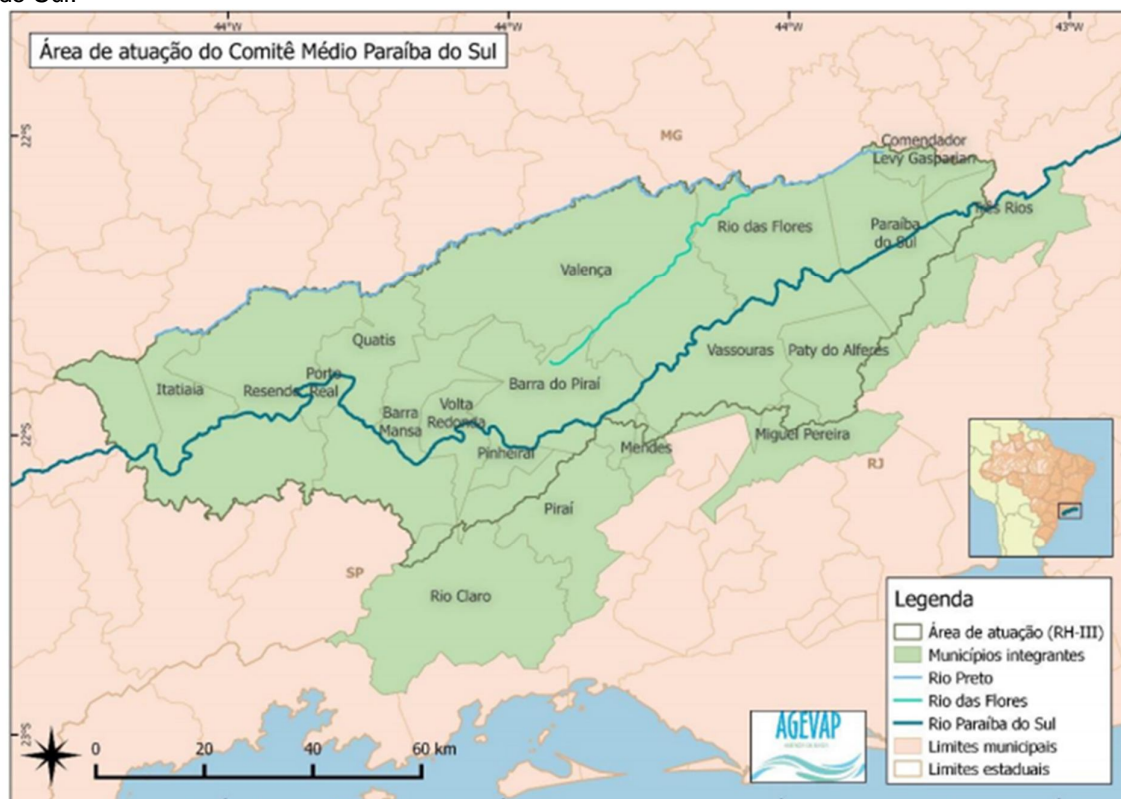 do Sul.
44°W
44°W
44°W
43°W
Área de atuação do Comitê Médio Paraíba do Sul
22°S
MG
Comendador
Levy Gasparian
Três Rios
Rio das Flores
Paraíba
do Sul
Valença
Quatis
Vassouras
Paty do Alferes
Itatiaia
Resende
Porto
Real
Barra do Piraí
Barra
Mansa
Volta
Redonda
22°S
Pinheiral
Mendes
Miguel Pereira
RJ
Piraí
SP
Rio Claro
23°S
0 20 40 60 km
AGEVAP
Legenda
Área de atuação (RH-III)
Municípios integrantes
Rio Preto
Rio das Flores
Rio Paraíba do Sul
Limites municipais
Limites estaduais